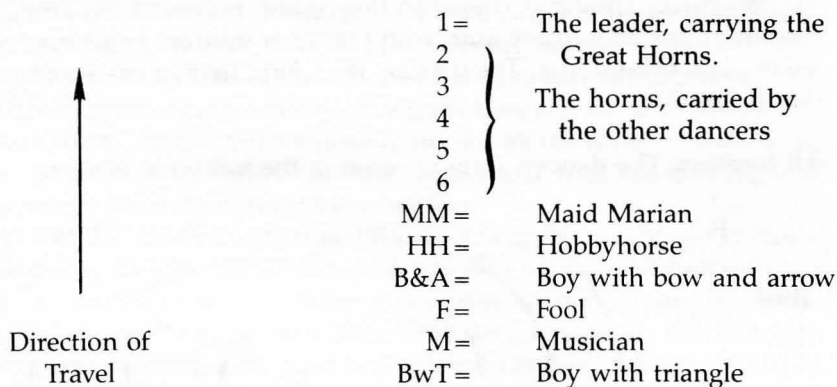 1= The leader, carrying the
2 Great Horns.
3
4 The horns, carried by
5 the other dancers
6
MM= Maid Marian
HH= Hobbyhorse
B&A= Boy with bow and arrow
F= Fool
Direction of M= Musician
Travel BwT= Boy with triangle